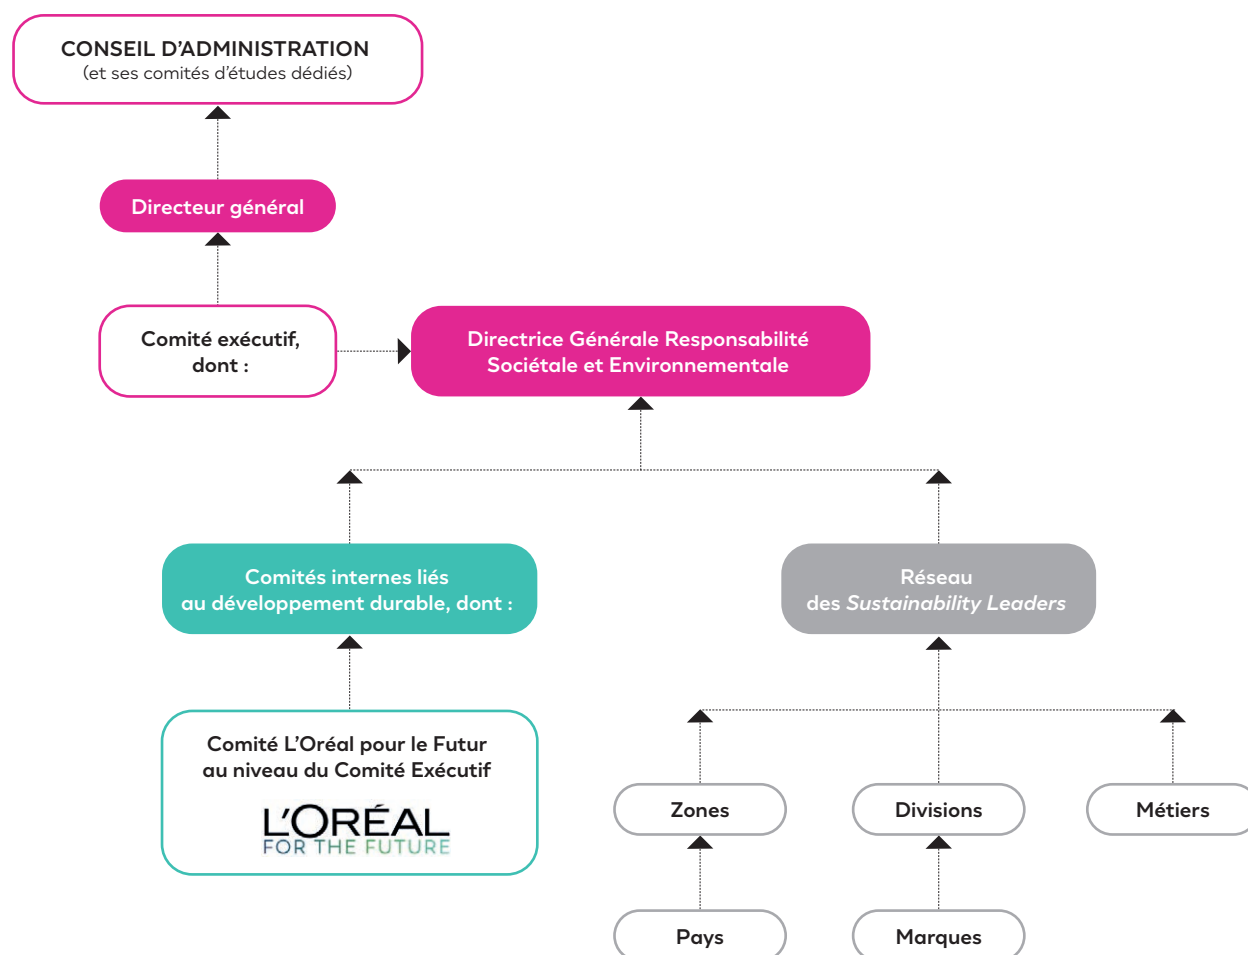 CONSEIL D’ADMINISTRATION
(et ses comités d’études dédiés)
Directeur général
Comité exécutif,
dont :
Directrice Générale Responsabilité
Sociétale et Environnementale
Comités internes liés
au développement durable, dont :
Réseau
des Sustainability Leaders
Comité L’Oréal pour le Futur
au niveau du Comité Exécutif
L’ORÉAL
FOR THE FUTURE
Zones
Divisions
Métiers
Pays
Marques